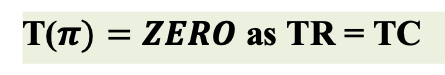 T(π) = ZERO as TR = TC